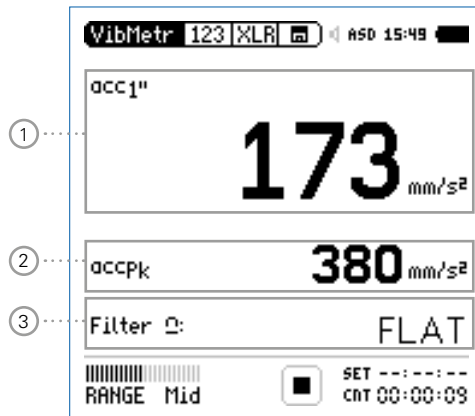 VibMetr 123 XLR ASD 15:49
acc1"
1 173 mm/s²
2 accPk 380 mm/s²
3 Filter Ω: FLAT
RANGE Mid SET --:--:--
CNT 00:00:09